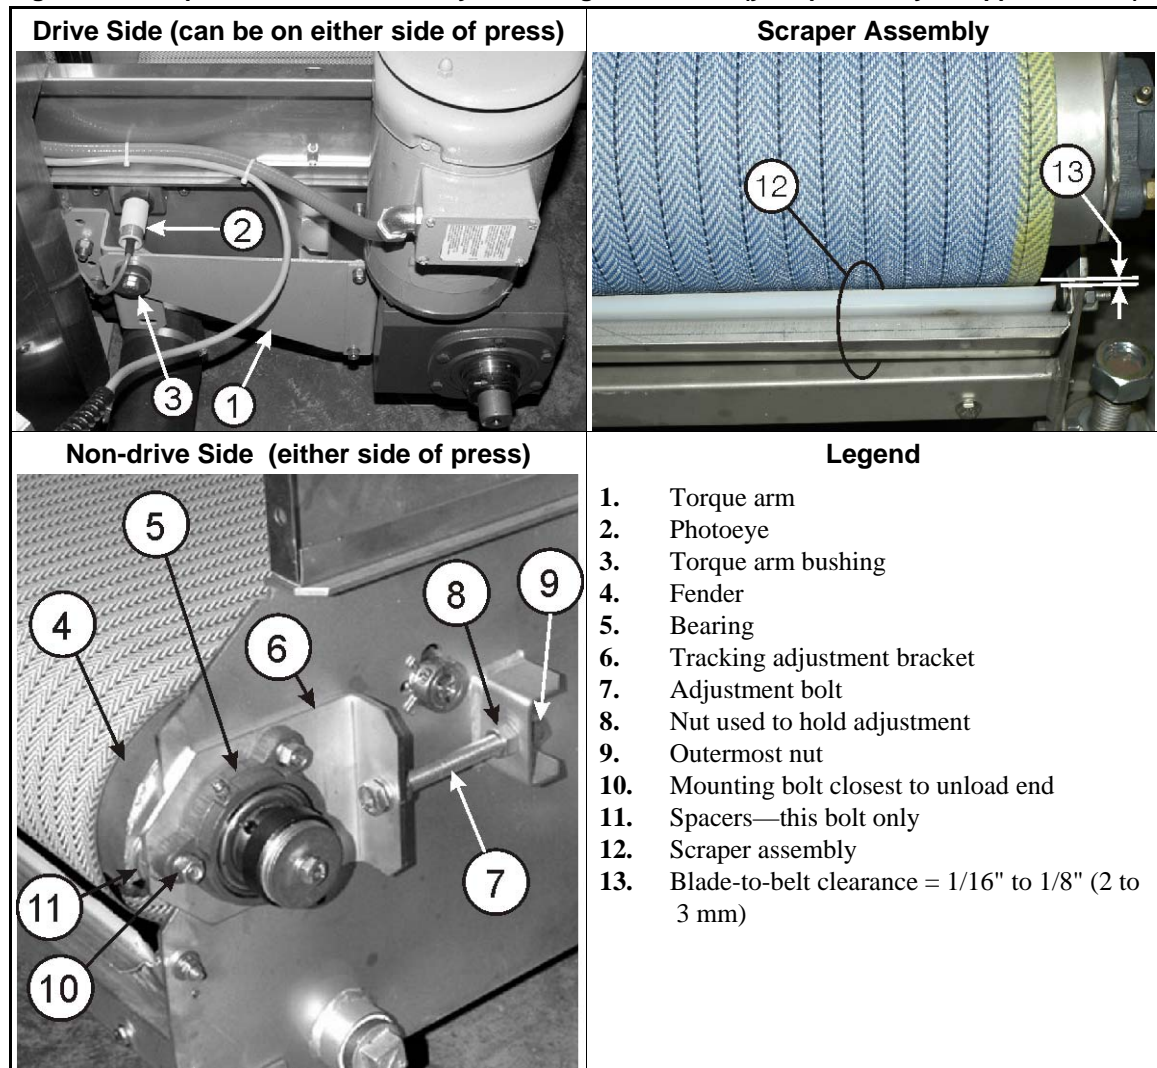 Drive Side (can be on either side of press)
2
3
1
Scraper Assembly
12
13
Non-drive Side (either side of press)
5
4
6
8
9
7
11
10
Legend
1. Torque arm
2. Photoeye
3. Torque arm bushing
4. Fender
5. Bearing
6. Tracking adjustment bracket
7. Adjustment bolt
8. Nut used to hold adjustment
9. Outermost nut
10. Mounting bolt closest to unload end
11. Spacers—this bolt only
12. Scraper assembly
13. Blade-to-belt clearance = 1/16" to 1/8" (2 to
3 mm)